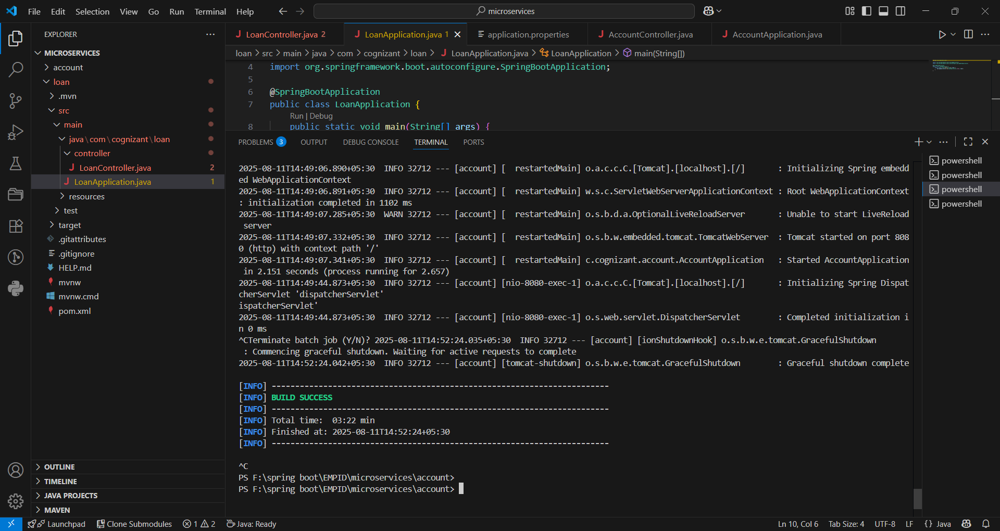 File Edit Selection View Go Run Terminal Help
microservices
EXPLORER
MICROSERVICES
account
loan
.mvn
src
main
java\com\cognizant\loan
controller
LoanController.java 2
LoanApplication.java 1
resources
test
target
.gitattributes
.gitignore
HELP.md
mvnw
mvnw.cmd
pom.xml
OUTLINE
TIMELINE
JAVA PROJECTS
MAVEN
LoanController.java 2 LoanApplication.java 1 application.properties AccountController.java AccountApplication.java
loan > src > main > java > com > cognizant > loan > LoanApplication.java > LoanApplication > main(String[])
4 import org.springframework.boot.autoconfigure.SpringBootApplication;
5
6 @SpringBootApplication
7 public class LoanApplication {
Run | Debug
8 public static void main(String[] args) {
PROBLEMS 3 OUTPUT DEBUG CONSOLE TERMINAL PORTS
2025-08-11T14:49:06.890+05:30  INFO 32712 --- [account] [  restartedMain] o.a.c.c.C.[Tomcat].[localhost].[/]       : Initializing Spring embedd
ed WebApplicationContext
2025-08-11T14:49:06.891+05:30  INFO 32712 --- [account] [  restartedMain] w.s.c.ServletWebServerApplicationContext : Root WebApplicationContext
: initialization completed in 1102 ms
2025-08-11T14:49:07.285+05:30  WARN 32712 --- [account] [  restartedMain] o.s.b.d.a.OptionalLiveReloadServer       : Unable to start LiveReload
 server
2025-08-11T14:49:07.332+05:30  INFO 32712 --- [account] [  restartedMain] o.s.b.w.embedded.tomcat.TomcatWebServer  : Tomcat started on port 808
0 (http) with context path '/'
2025-08-11T14:49:07.341+05:30  INFO 32712 --- [account] [  restartedMain] c.cognizant.account.AccountApplication   : Started AccountApplication
 in 2.151 seconds (process running for 2.657)
2025-08-11T14:49:44.873+05:30  INFO 32712 --- [account] [nio-8080-exec-1] o.a.c.c.C.[Tomcat].[localhost].[/]       : Initializing Spring Dispat
cherServlet 'dispatcherServlet'
ispatcherServlet'
2025-08-11T14:49:44.873+05:30  INFO 32712 --- [account] [nio-8080-exec-1] o.s.web.servlet.DispatcherServlet        : Completed initialization i
n 0 ms
^CTerminate batch job (Y/N)? 2025-08-11T14:52:24.035+05:30  INFO 32712 --- [account] [ionShutdownHook] o.s.b.w.e.tomcat.GracefulShutdown
 : Commencing graceful shutdown. Waiting for active requests to complete
2025-08-11T14:52:24.042+05:30  INFO 32712 --- [account] [tomcat-shutdown] o.s.b.w.e.tomcat.GracefulShutdown        : Graceful shutdown complete
[INFO] ------------------------------------------------------------------------
[INFO] BUILD SUCCESS
[INFO] ------------------------------------------------------------------------
[INFO] Total time:  03:22 min
[INFO] Finished at: 2025-08-11T14:52:24+05:30
[INFO] ------------------------------------------------------------------------
^C
PS F:\spring boot\EMPID\microservices\account>
PS F:\spring boot\EMPID\microservices\account>
powershell
powershell
powershell
powershell
Launchpad Clone Submodules 1 2 Java: Ready Ln 10, Col 6 Tab Size: 4 UTF-8 LF {} Java